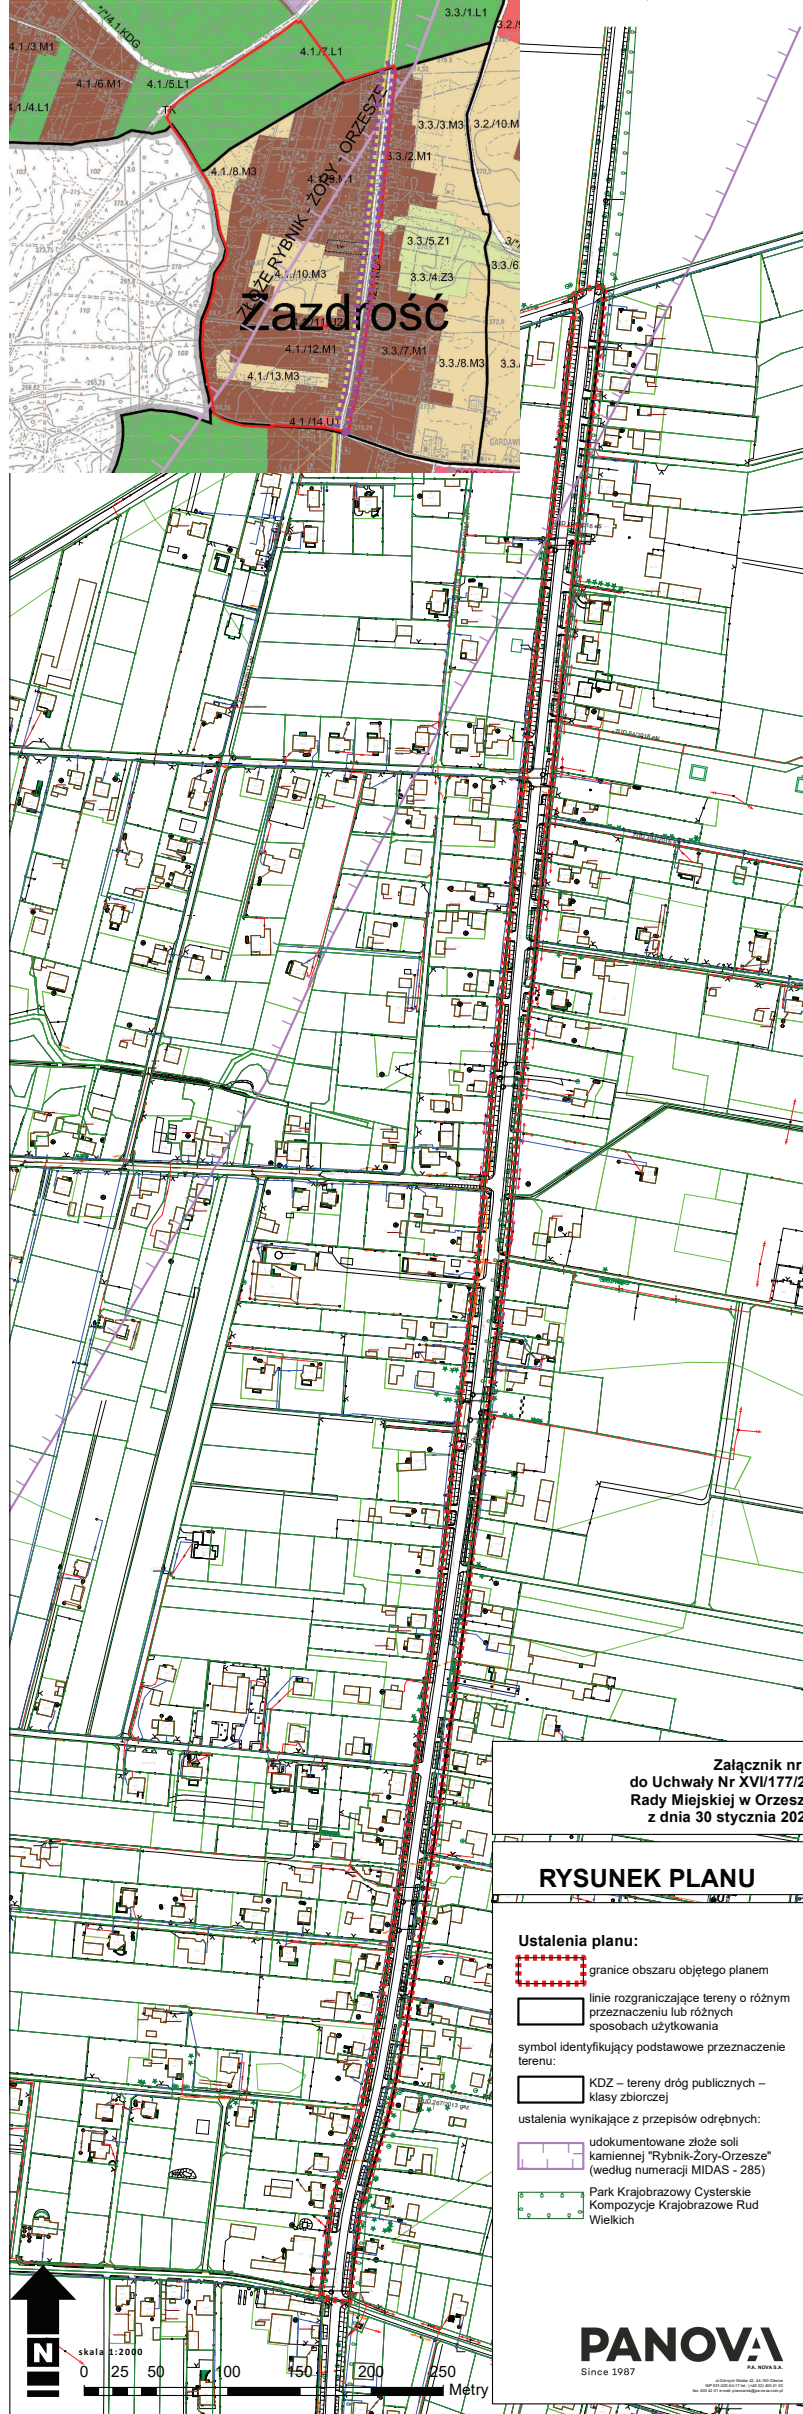 */*/4.1.KDG
3.3./1.L1
4.1./3.M1
4.1./7.L1
4.1./6.M1
4.1./5.L1
4.1./4.L1
3.3./3.M3
3.2./10.M
4.1./8.M3
3.3./2.M1
ZŁOŻE RYBNIK - ŻORY - ORZESZE
3.3./5.Z1
3.3./4.Z3
3.3./6.
4.1./10.M3
Zazdrość
4.1./12.M1
3.3./7.M1
3.3./8.M3
3.3.
4.1./13.M3
4.1./14.U1
Załącznik nr
do Uchwały Nr XVI/177/2
Rady Miejskiej w Orzesz
z dnia 30 stycznia 202
RYSUNEK PLANU
Ustalenia planu:
granice obszaru objętego planem
linie rozgraniczające tereny o różnym
przeznaczeniu lub różnych
sposobach użytkowania
symbol identyfikujący podstawowe przeznaczenie
terenu:
KDZ – tereny dróg publicznych –
klasy zbiorczej
ustalenia wynikające z przepisów odrębnych:
udokumentowane złoże soli
kamiennej "Rybnik-Żory-Orzesze"
(według numeracji MIDAS - 285)
Park Krajobrazowy Cysterskie
Kompozycje Krajobrazowe Rud
Wielkich
N
skala 1:2000
0 25 50 100 150 200 250
Metry
PANOVA
Since 1987
P.A. NOVA S.A.